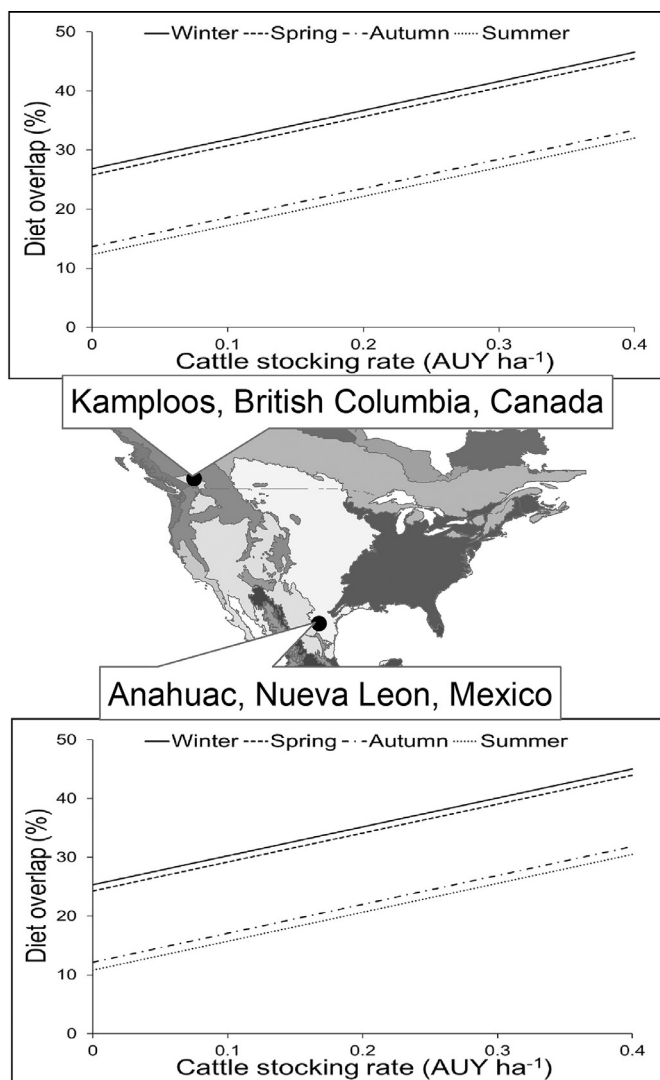 Winter Spring Autumn Summer
50
40
30
20
10
0
Diet overlap (%)
0 0.1 0.2 0.3 0.4
Cattle stocking rate (AUY ha⁻¹)
Kamploos, British Columbia, Canada
Anahuac, Nueva Leon, Mexico
Winter Spring Autumn Summer
50
40
30
20
10
0
Diet overlap (%)
0 0.1 0.2 0.3 0.4
Cattle stocking rate (AUY ha⁻¹)